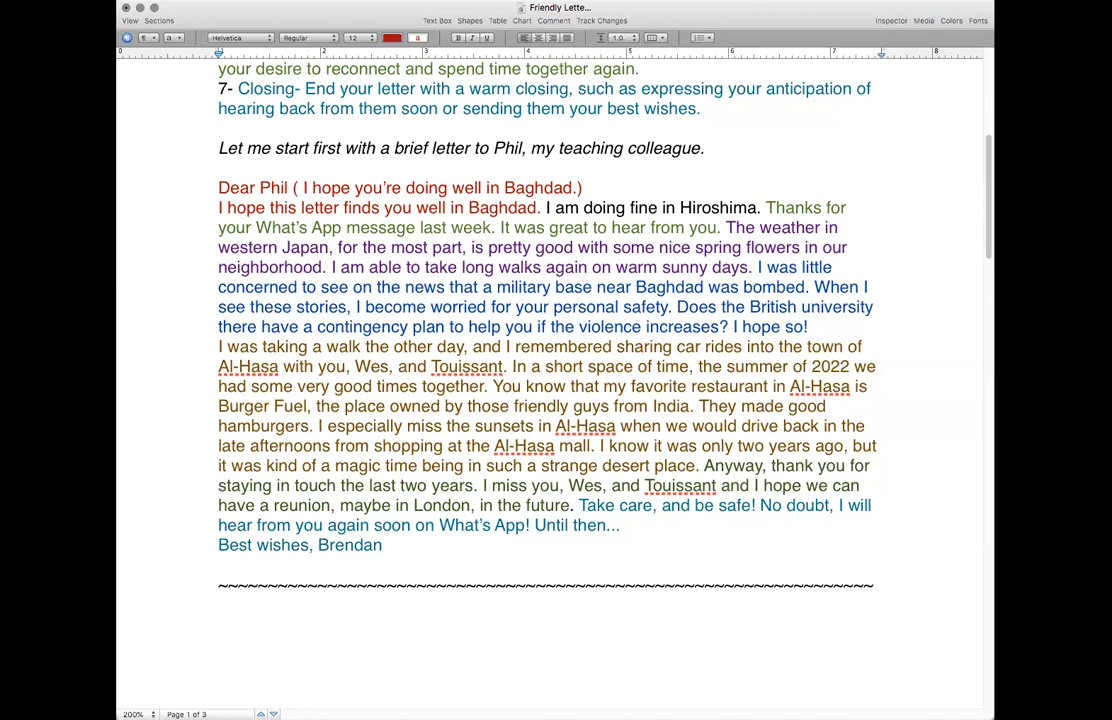 Friendly Lette...
View Sections Text Box Shapes Table Chart Comment Track Changes Inspector Media Colors Fonts
¶ a Helvetica Regular 12 a B I U 1.0
0 1 2 3 4 5 6 7 8
your desire to reconnect and spend time together again.
7- Closing- End your letter with a warm closing, such as expressing your anticipation of
hearing back from them soon or sending them your best wishes.
Let me start first with a brief letter to Phil, my teaching colleague.
Dear Phil ( I hope you're doing well in Baghdad.)
I hope this letter finds you well in Baghdad. I am doing fine in Hiroshima. Thanks for
your What's App message last week. It was great to hear from you. The weather in
western Japan, for the most part, is pretty good with some nice spring flowers in our
neighborhood. I am able to take long walks again on warm sunny days. I was little
concerned to see on the news that a military base near Baghdad was bombed. When I
see these stories, I become worried for your personal safety. Does the British university
there have a contingency plan to help you if the violence increases? I hope so!
I was taking a walk the other day, and I remembered sharing car rides into the town of
Al-Hasa with you, Wes, and Touissant. In a short space of time, the summer of 2022 we
had some very good times together. You know that my favorite restaurant in Al-Hasa is
Burger Fuel, the place owned by those friendly guys from India. They made good
hamburgers. I especially miss the sunsets in Al-Hasa when we would drive back in the
late afternoons from shopping at the Al-Hasa mall. I know it was only two years ago, but
it was kind of a magic time being in such a strange desert place. Anyway, thank you for
staying in touch the last two years. I miss you, Wes, and Touissant and I hope we can
have a reunion, maybe in London, in the future. Take care, and be safe! No doubt, I will
hear from you again soon on What's App! Until then...
Best wishes, Brendan
~~~~~~~~~~~~~~~~~~~~~~~~~~~~~~~~~~~~~~~~~~~~~~~~~~~~~~~~~~~~~~~~~~
200% Page 1 of 3